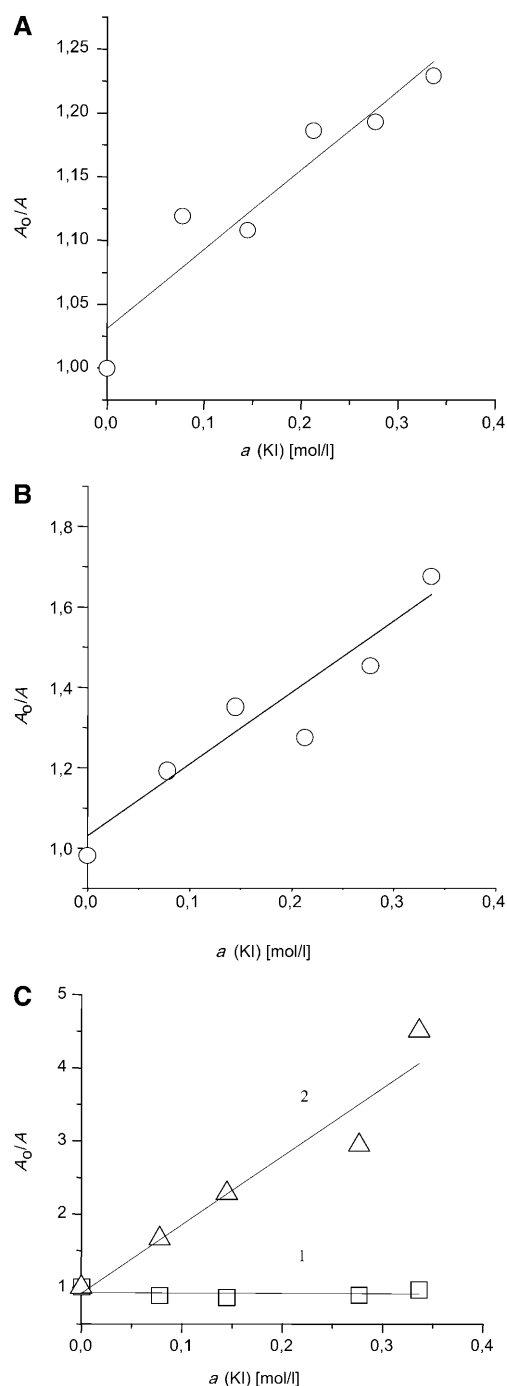 A
1,25
1,20
1,15
1,10
1,05
1,00
A0/A
0,0 0,1 0,2 0,3 0,4
a (KI) [mol/l]
B
1,8
1,6
1,4
1,2
1,0
A0/A
0,0 0,1 0,2 0,3 0,4
a (KI) [mol/l]
C
5
4
3
2
1
A0/A
2
1
0,0 0,1 0,2 0,3 0,4
a (KI) [mol/l]